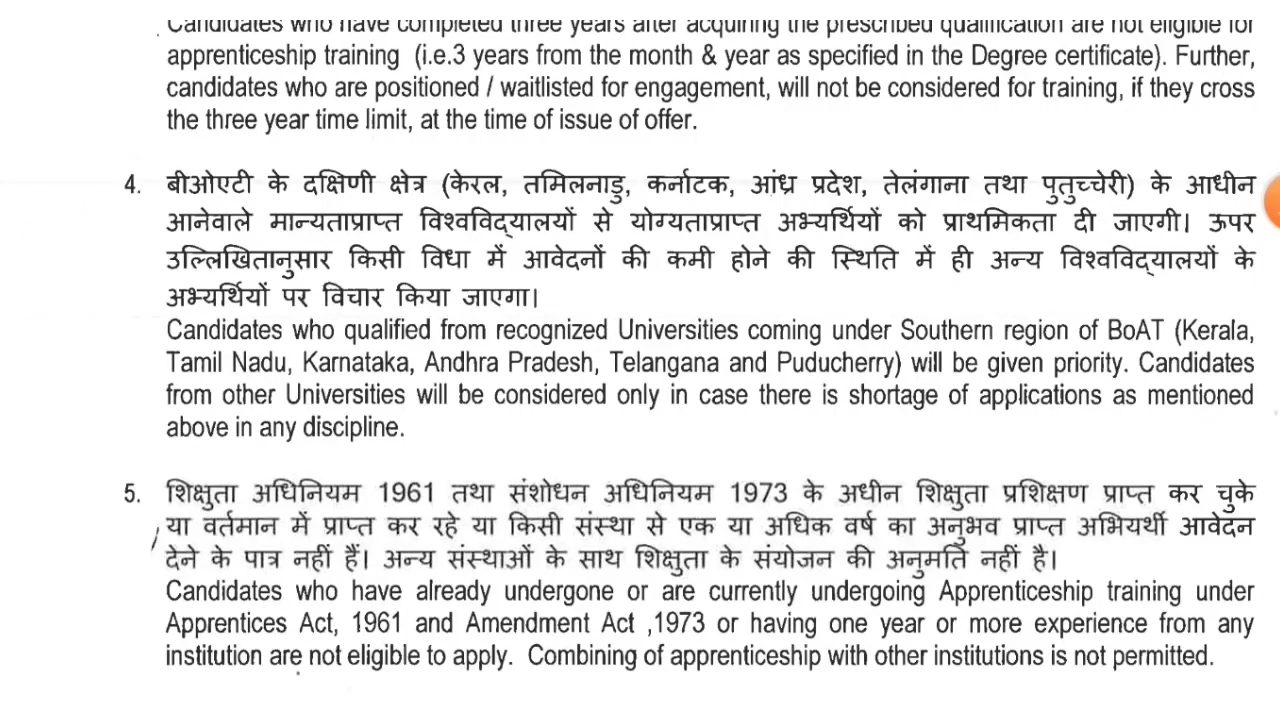 Candidates who have completed three years after acquiring the prescribed qualification are not eligible for
apprenticeship training (i.e.3 years from the month & year as specified in the Degree certificate). Further,
candidates who are positioned / waitlisted for engagement, will not be considered for training, if they cross
the three year time limit, at the time of issue of offer.
4. बीओएटी के दक्षिणी क्षेत्र (केरल, तमिलनाडु, कर्नाटक, आंध्र प्रदेश, तेलंगाना तथा पुतुच्चेरी) के आधीन
आनेवाले मान्यताप्राप्त विश्वविद्यालयों से योग्यताप्राप्त अभ्यर्थियों को प्राथमिकता दी जाएगी। ऊपर
उल्लिखितानुसार किसी विधा में आवेदनों की कमी होने की स्थिति में ही अन्य विश्वविद्यालयों के
अभ्यर्थियों पर विचार किया जाएगा।
Candidates who qualified from recognized Universities coming under Southern region of BoAT (Kerala,
Tamil Nadu, Karnataka, Andhra Pradesh, Telangana and Puducherry) will be given priority. Candidates
from other Universities will be considered only in case there is shortage of applications as mentioned
above in any discipline.
5. शिक्षुता अधिनियम 1961 तथा संशोधन अधिनियम 1973 के अधीन शिक्षुता प्रशिक्षण प्राप्त कर चुके
या वर्तमान में प्राप्त कर रहे या किसी संस्था से एक या अधिक वर्ष का अनुभव प्राप्त अभियर्थी आवेदन
देने के पात्र नहीं हैं। अन्य संस्थाओं के साथ शिक्षुता के संयोजन की अनुमति नहीं है।
Candidates who have already undergone or are currently undergoing Apprenticeship training under
Apprentices Act, 1961 and Amendment Act ,1973 or having one year or more experience from any
institution are not eligible to apply. Combining of apprenticeship with other institutions is not permitted.